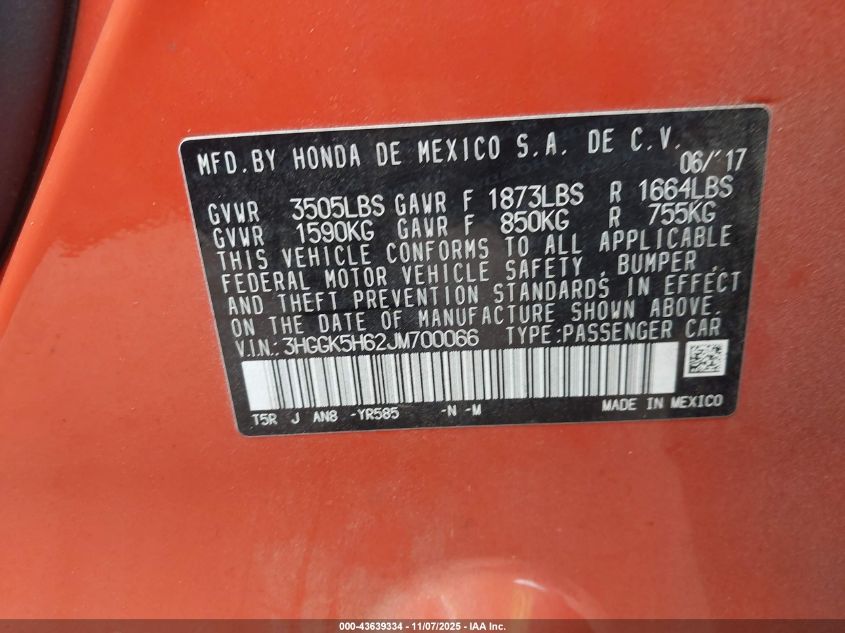 MFD.BY HONDA DE MEXICO S.A. DE C.V.
06/'17
GVWR 3505LBS GAWR F 1873LBS R 1664LBS
GVWR 1590KG GAWR F 850KG R 755KG
THIS VEHICLE CONFORMS TO ALL APPLICABLE
FEDERAL MOTOR VEHICLE SAFETY, BUMPER,
AND THEFT PREVENTION STANDARDS IN EFFECT
ON THE DATE OF MANUFACTURE SHOWN ABOVE.
V.I.N.: 3HGGK5H62JM700066 TYPE:PASSENGER CAR
T5R J AN8 -YR585 -N -M MADE IN MEXICO
000-43639334 - 11/07/2025 - IAA Inc.